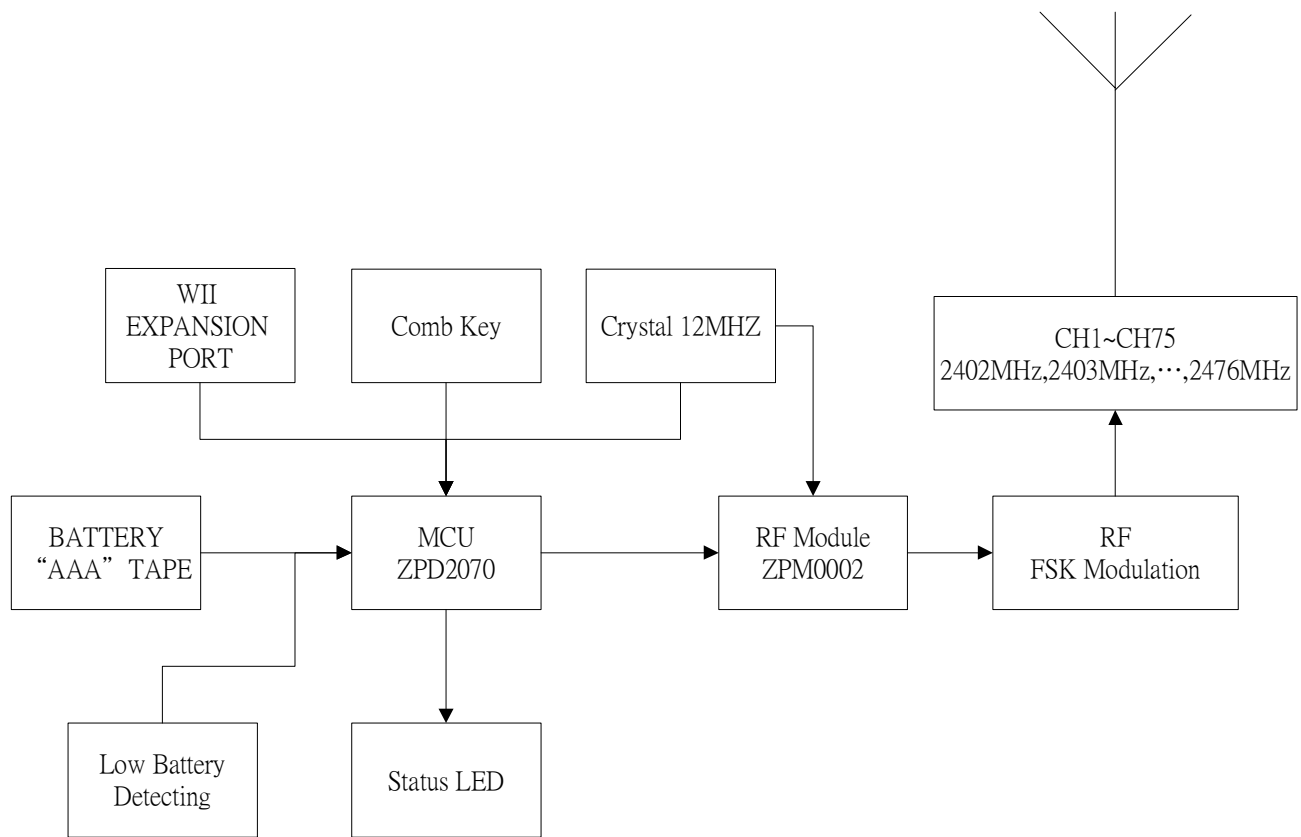 WII
EXPANSION
PORT
Comb Key
Crystal 12MHZ
CH1~CH75
2402MHz,2403MHz,⋯,2476MHz
BATTERY
“AAA” TAPE
MCU
ZPD2070
RF Module
ZPM0002
RF
FSK Modulation
Low Battery
Detecting
Status LED